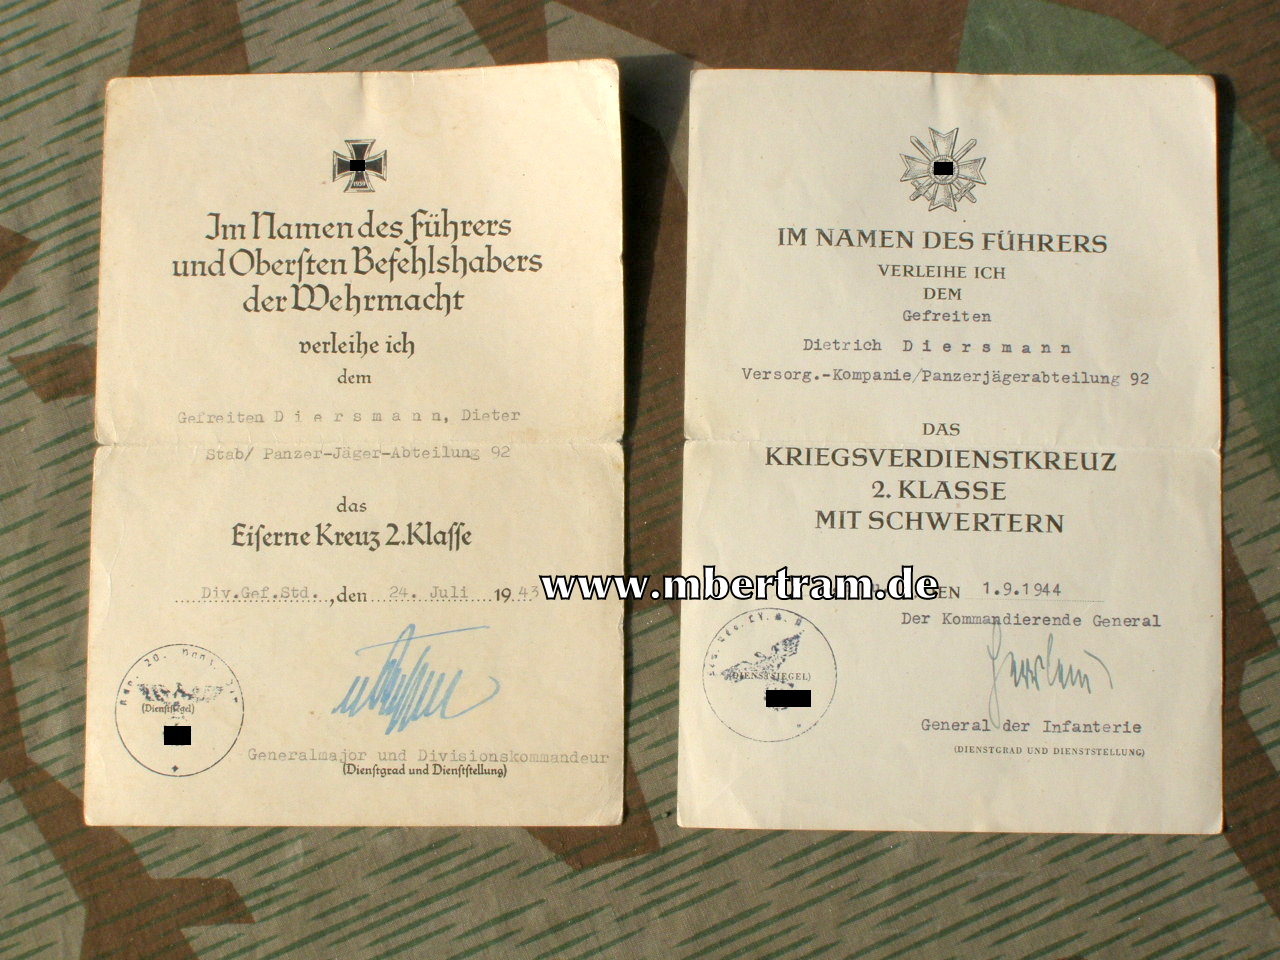 1939
Im Namen des Führers
und Obersten Befehlshabers
der Wehrmacht
verleihe ich
dem
Gefreiten D i e r s m a n n, Dieter
Stab/ Panzer-Jäger-Abteilung 92
das
Eiserne Kreuz 2.Klasse
Div.Gef.Std. , den 24. Juli 1943
(Dienstsiegel)
Generalmajor und Divisionskommandeur
(Dienstgrad und Dienststellung)
IM NAMEN DES FÜHRERS
VERLEIHE ICH
DEM
Gefreiten
Dietrich D i e r s m a n n
Versorg.-Kompanie/Panzerjägerabteilung 92
DAS
KRIEGSVERDIENSTKREUZ
2. KLASSE
MIT SCHWERTERN
www.mbertram.de
1.9.1944
Der Kommandierende General
(DIENSTSIEGEL)
General der Infanterie
(DIENSTGRAD UND DIENSTSTELLUNG)